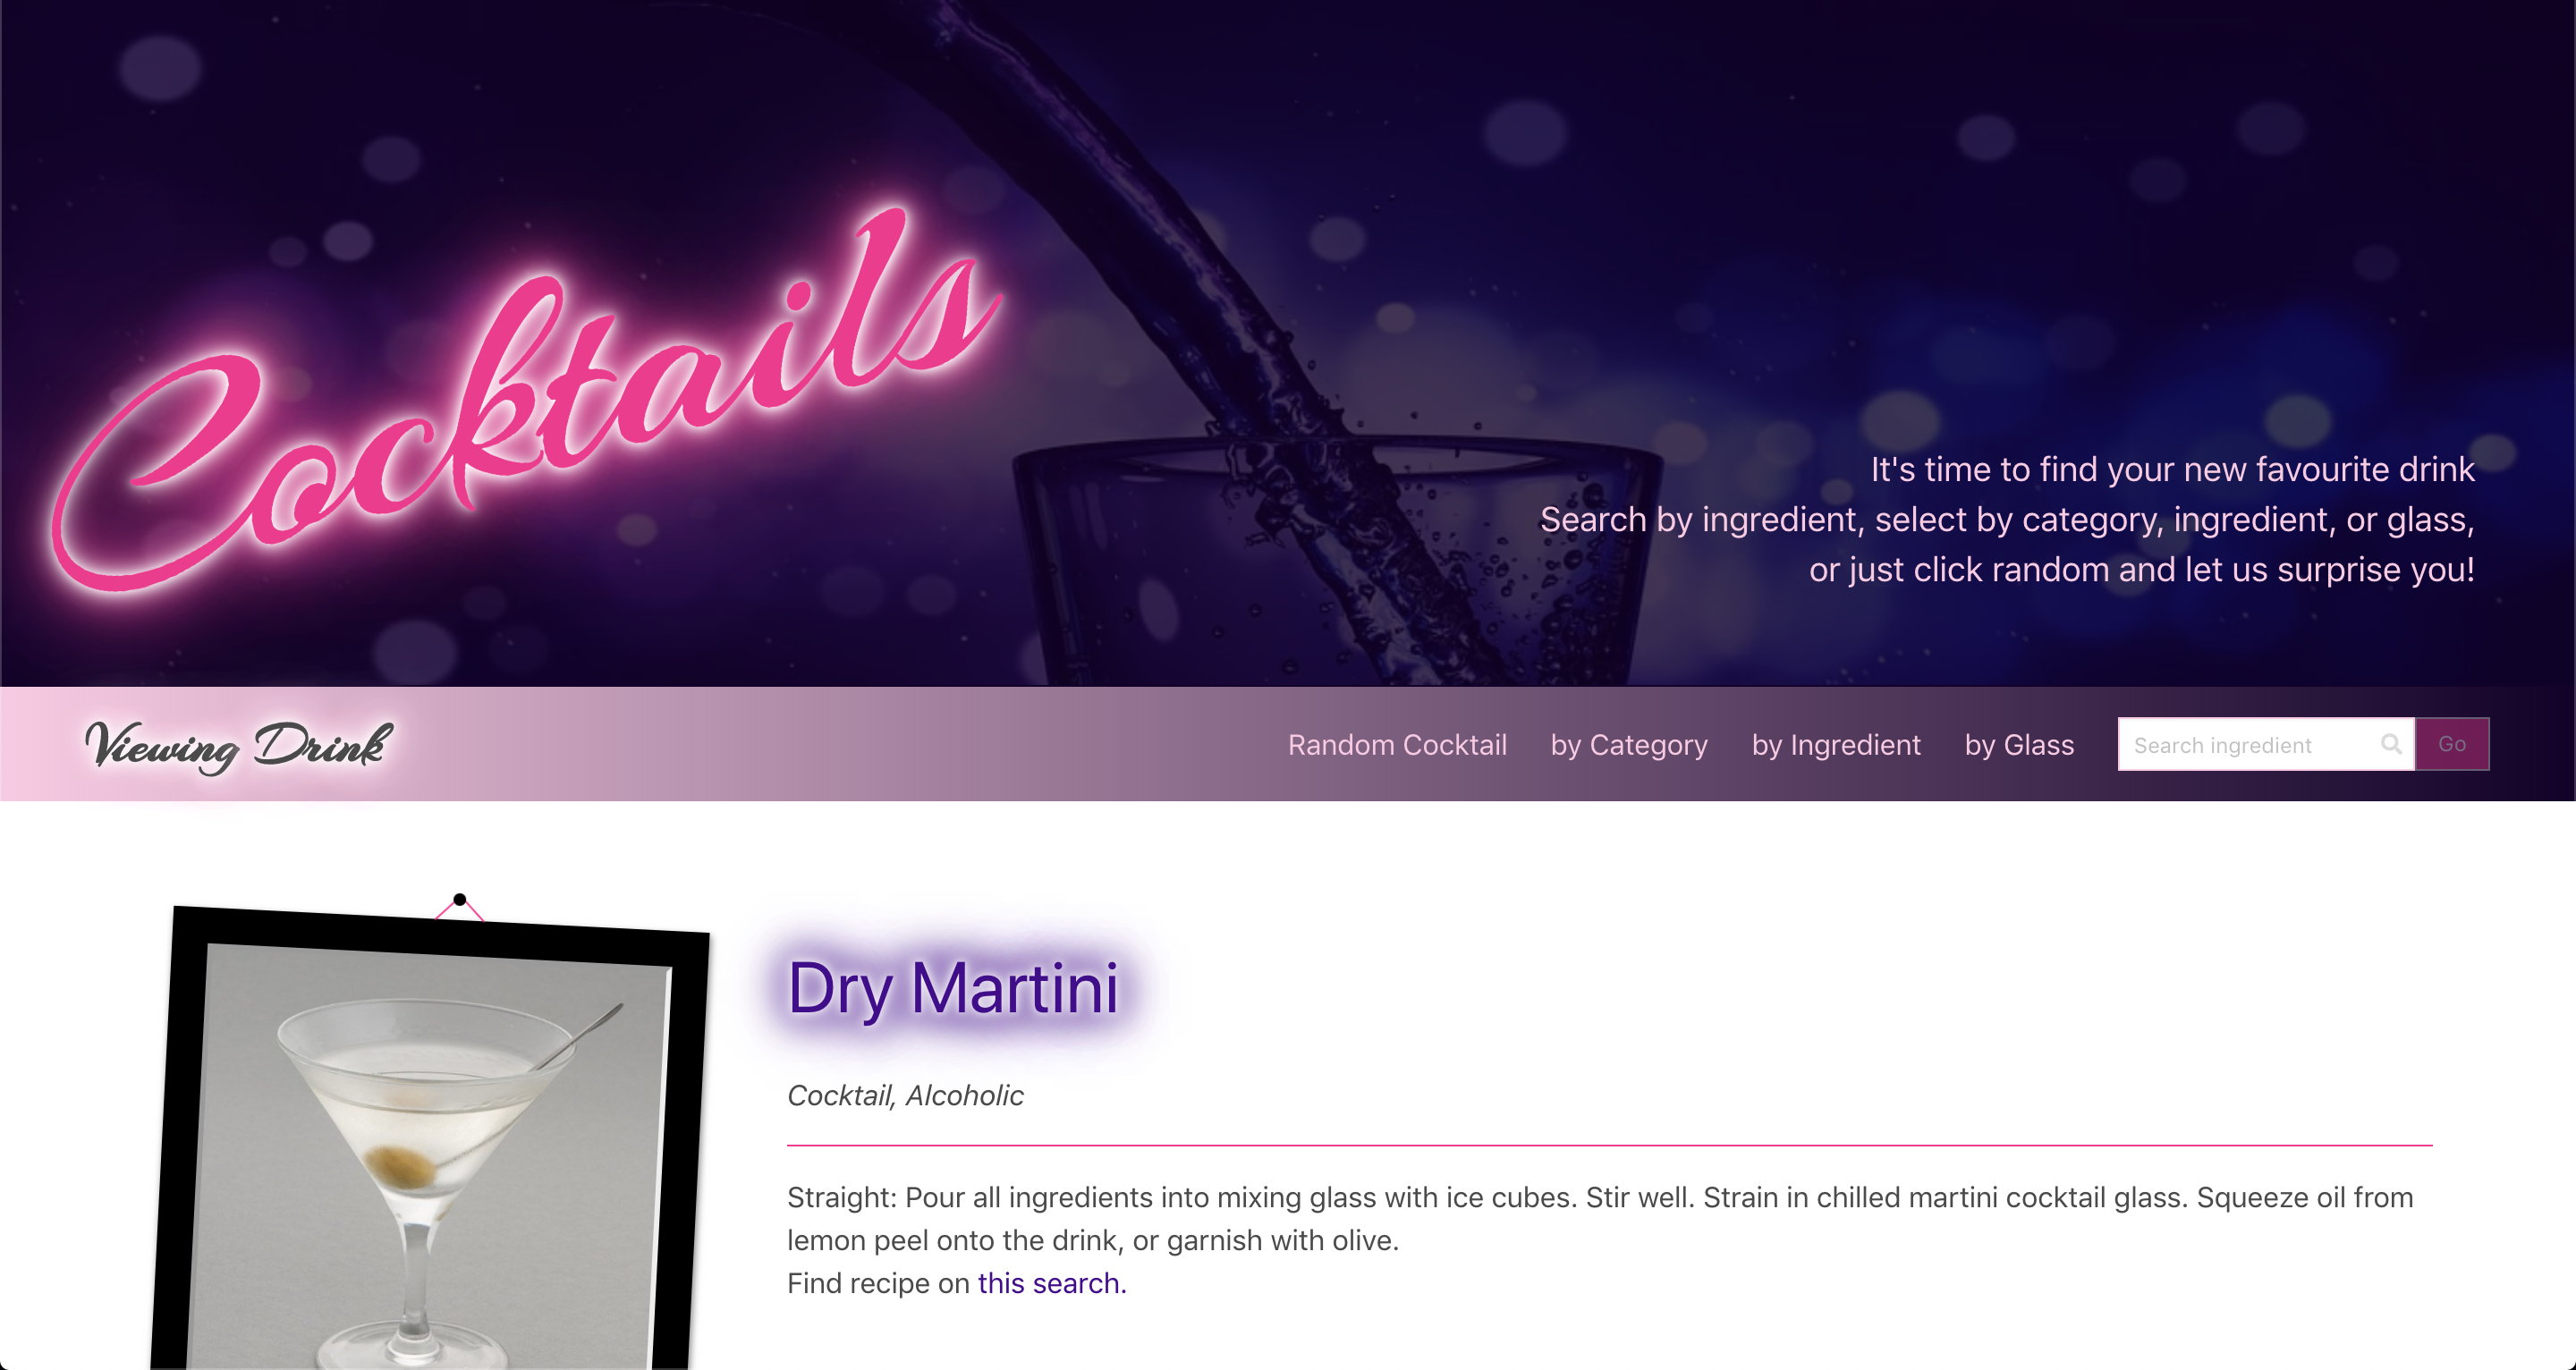 Cocktails
It's time to find your new favourite drink
Search by ingredient, select by category, ingredient, or glass,
or just click random and let us surprise you!
Viewing Drink
Random Cocktail by Category by Ingredient by Glass Search ingredient Go
Dry Martini
Cocktail, Alcoholic
Straight: Pour all ingredients into mixing glass with ice cubes. Stir well. Strain in chilled martini cocktail glass. Squeeze oil from
lemon peel onto the drink, or garnish with olive.
Find recipe on this search.